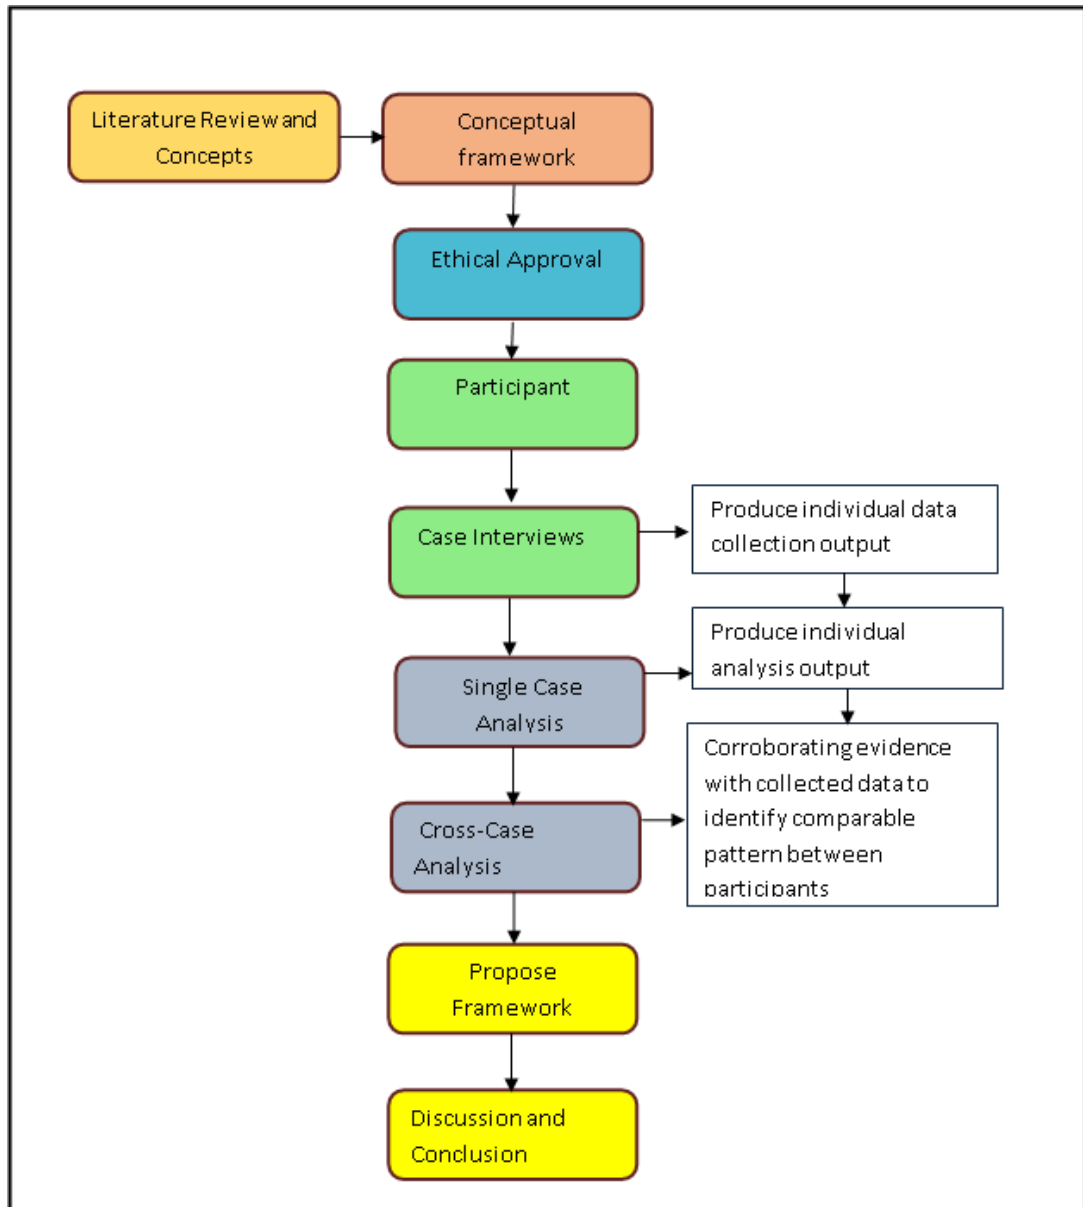 Literature Review and
Concepts
Conceptual
framework
Ethical Approval
Participant
Case Interviews
Produce individual data
collection output
Single Case
Analysis
Produce individual
analysis output
Cross-Case
Analysis
Corroborating evidence
with collected data to
identify comparable
pattern between
participants
Propose
Framework
Discussion and
Conclusion